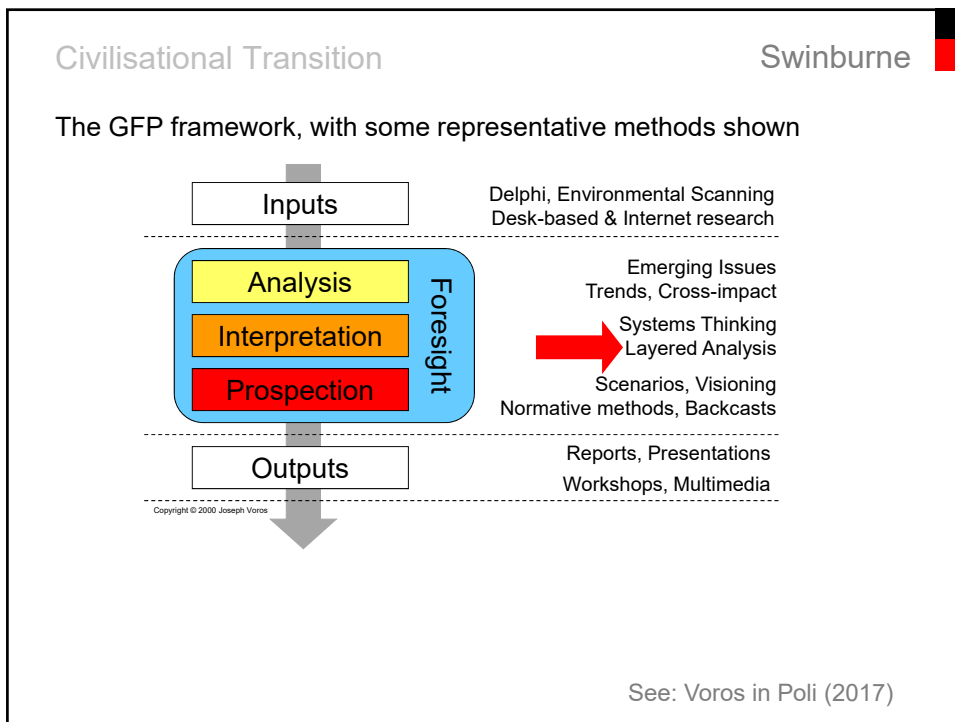 Civilisational Transition
Swinburne
The GFP framework, with some representative methods shown
Inputs
Delphi, Environmental Scanning
Desk-based & Internet research
Analysis
Interpretation
Prospection
Foresight
Emerging Issues
Trends, Cross-impact
Systems Thinking
Layered Analysis
Scenarios, Visioning
Normative methods, Backcasts
Outputs
Reports, Presentations
Workshops, Multimedia
Copyright © 2000 Joseph Voros
See: Voros in Poli (2017)